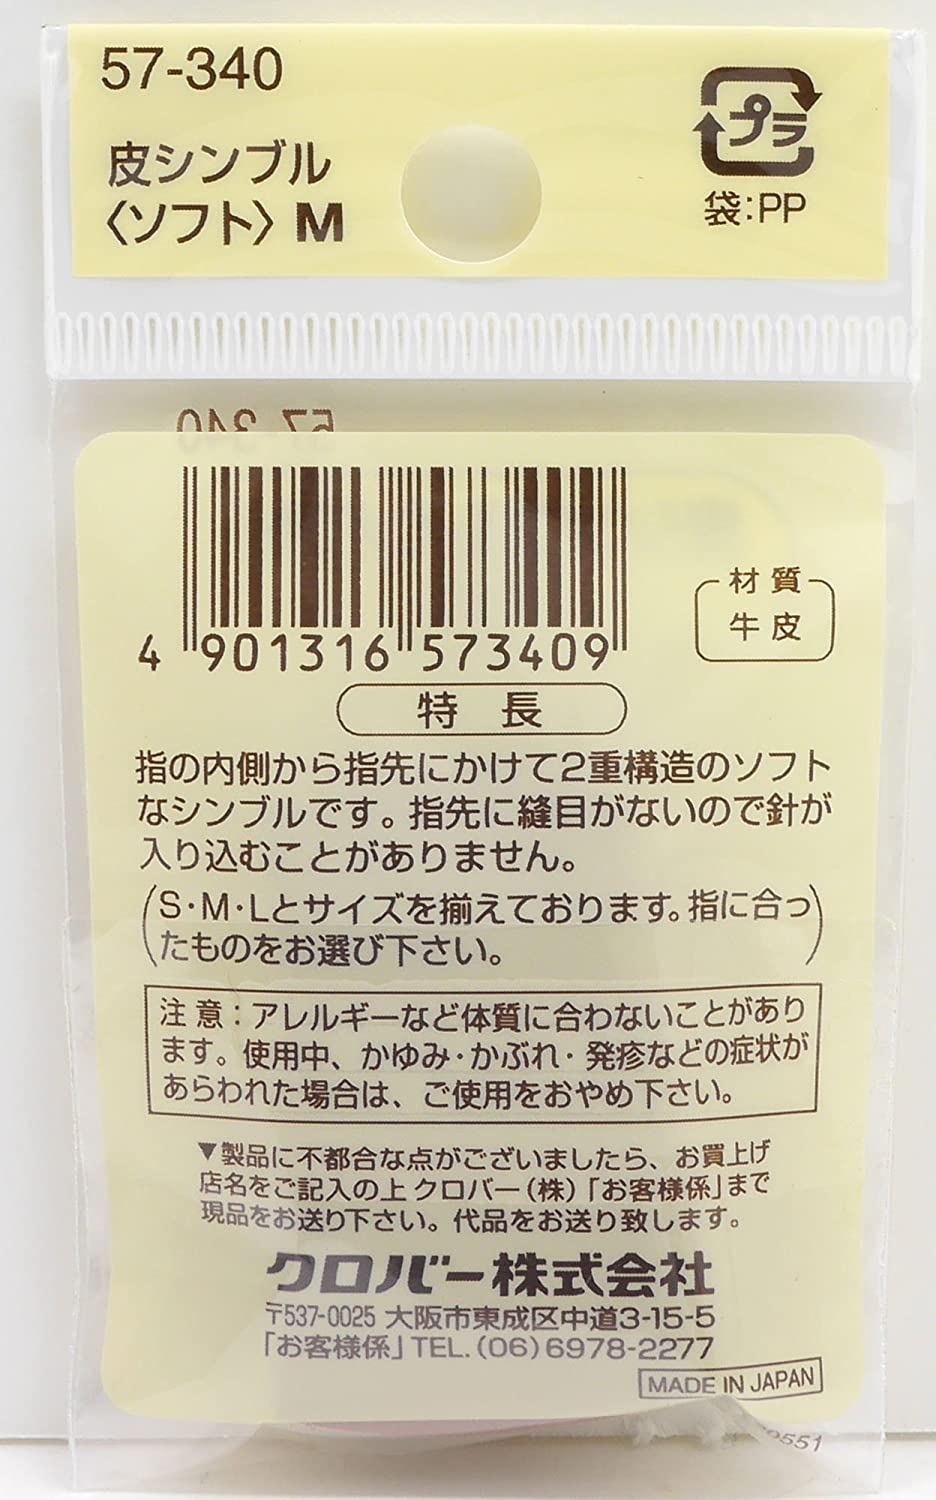 57-340
皮シンブル
〈ソフト〉M
プラ
袋:PP
57-340
4 901316 573409
材質
牛皮
特長
指の内側から指先にかけて2重構造のソフト
なシンブルです。指先に縫目がないので針が
入り込むことがありません。
(S・M・Lとサイズを揃えております。指に合っ
たものをお選び下さい。)
注意:アレルギーなど体質に合わないことがあり
ます。使用中、かゆみ・かぶれ・発疹などの症状が
あらわれた場合は、ご使用をおやめ下さい。
▼製品に不都合な点がございましたら、お買上げ
店名をご記入の上クロバー(株)「お客様係」まで
現品をお送り下さい。代品をお送り致します。
クロバー株式会社
〒537-0025 大阪市東成区中道3-15-5
「お客様係」TEL.(06)6978-2277
MADE IN JAPAN